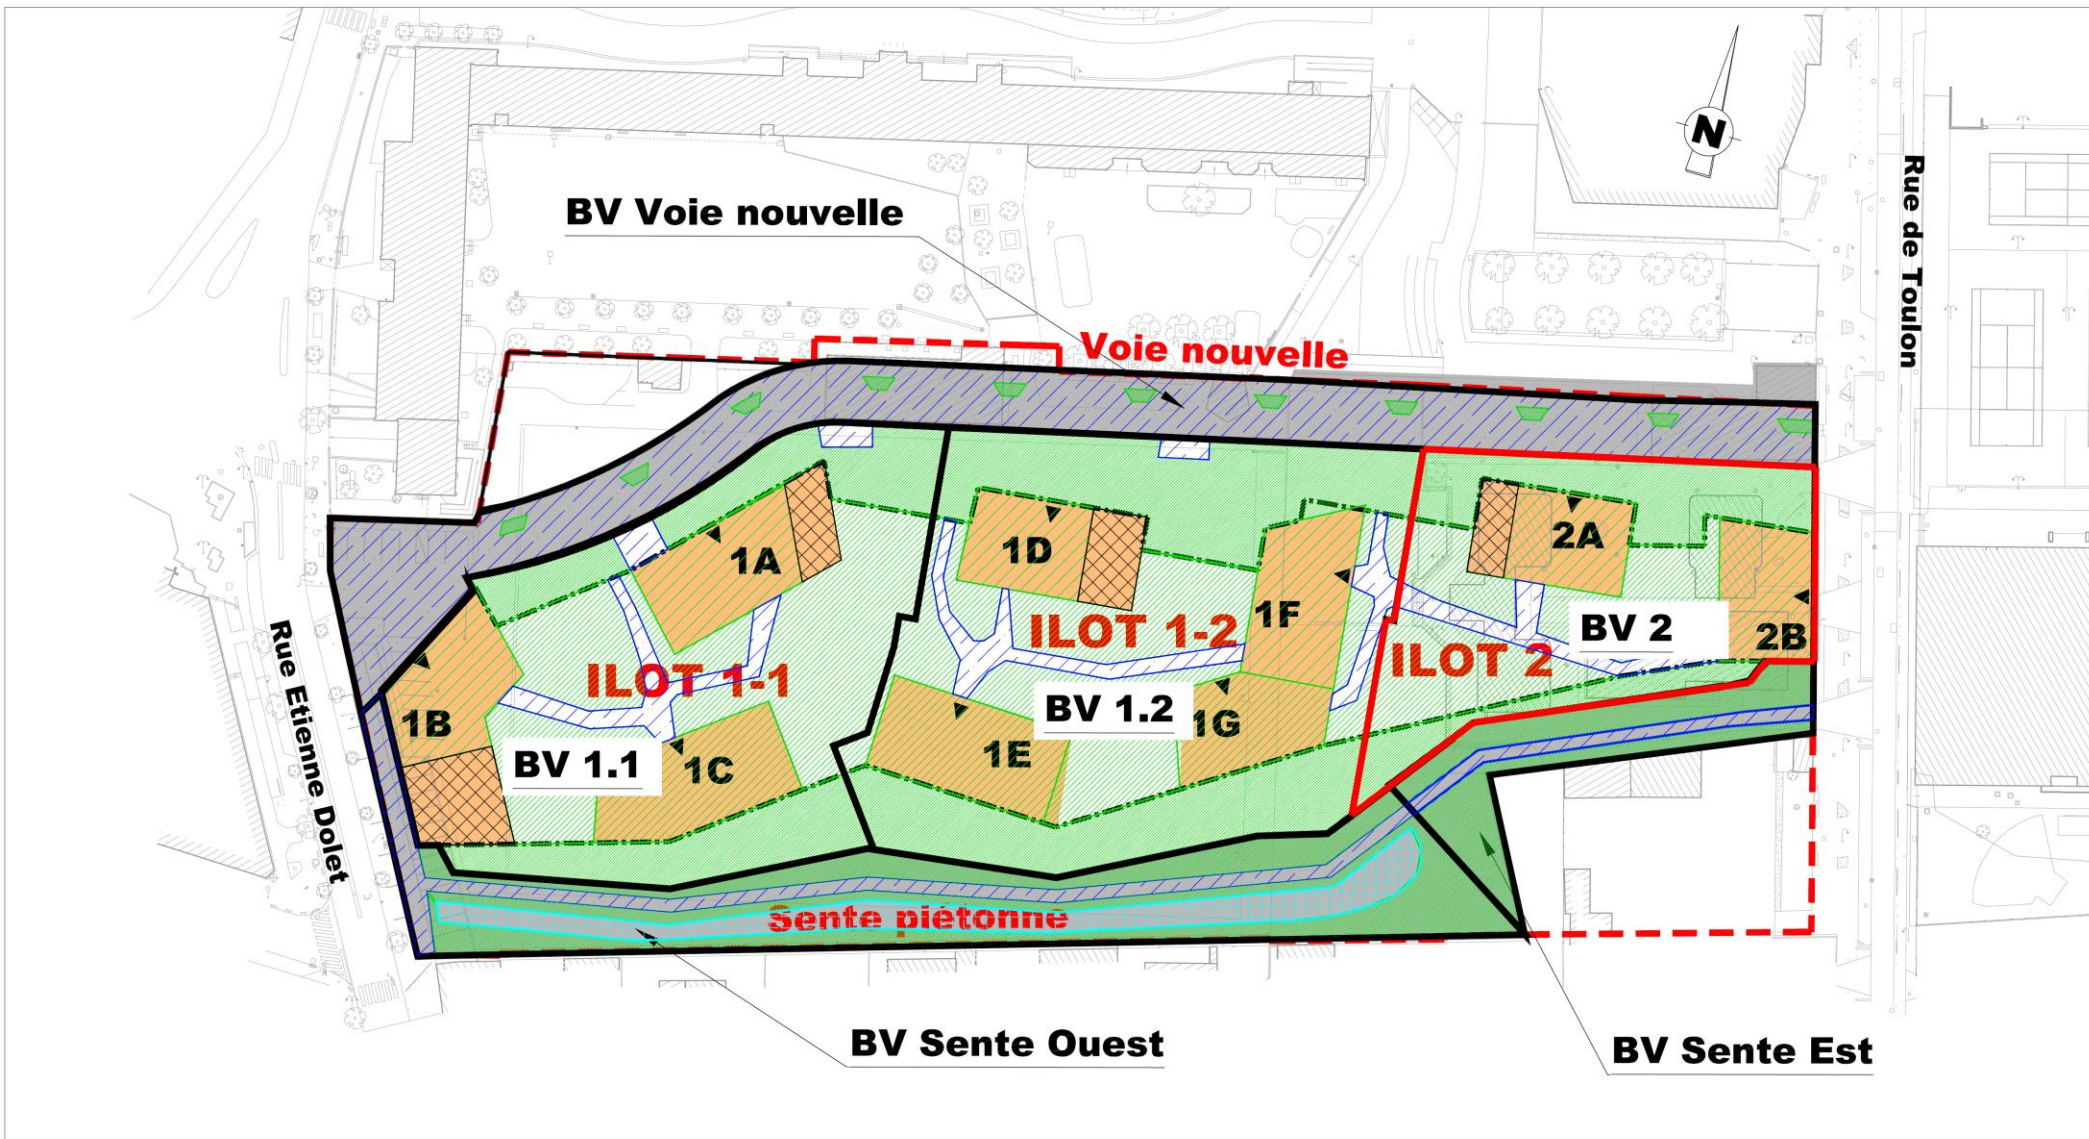 N
Rue de Toulon
BV Voie nouvelle
Voie nouvelle
1A
1D
2A
1F
ILOT 1-2
BV 2
2B
ILOT 1-1
ILOT 2
1B
BV 1.2
1G
1E
BV 1.1
1C
Rue Etienne Dolet
Sente piétonne
BV Sente Ouest
BV Sente Est